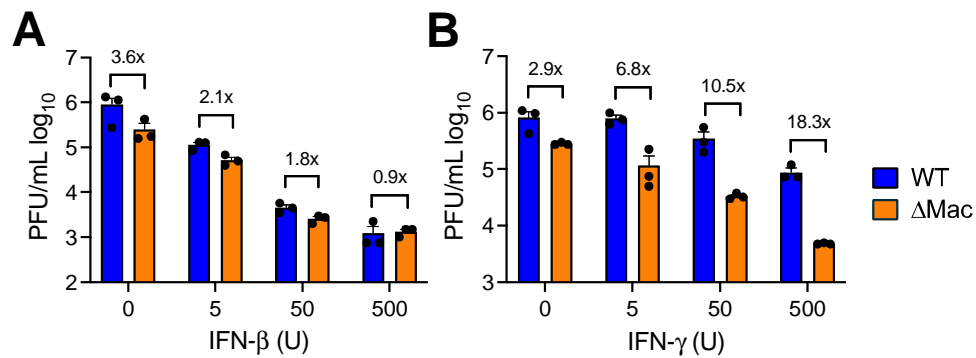 A
PFU/mL log10
7
6
5
4
3
2
3.6x
2.1x
1.8x
0.9x
0 5 50 500
IFN-β (U)
B
PFU/mL log10
7
6
5
4
3
2.9x
6.8x
10.5x
18.3x
0 5 50 500
IFN-γ (U)
WT
ΔMac